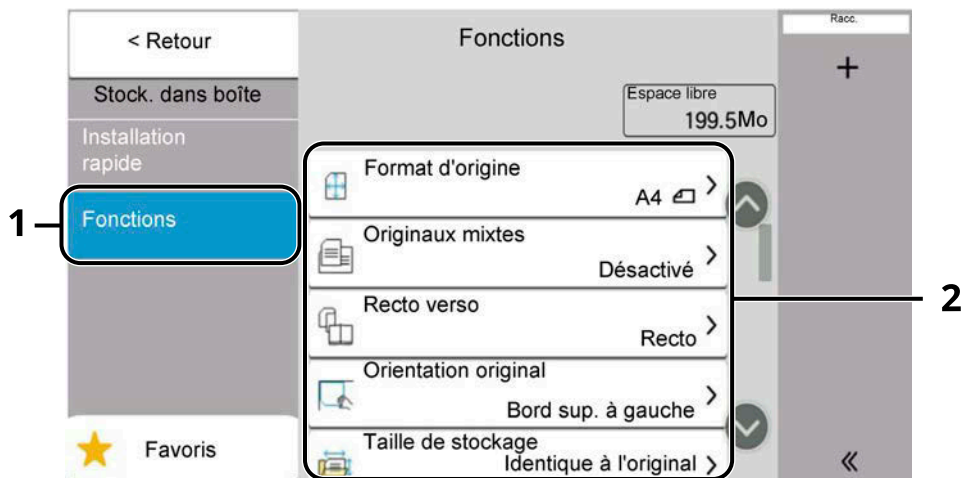 < Retour
Fonctions
Racc.
+
Stock. dans boîte
Espace libre
199.5Mo
Installation
rapide
Format d'origine
A4
1
Fonctions
Originaux mixtes
Désactivé
2
Recto verso
Recto
Orientation original
Bord sup. à gauche
Favoris
Taille de stockage
Identique à l'original
«